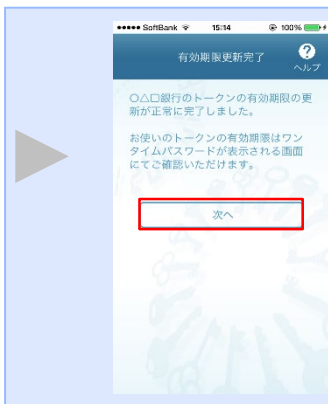 ●●●●● SoftBank 15:14 100%
有効期限更新完了
?
ヘルプ
○△□銀行のトークンの有効期限の更
新が正常に完了しました。
お使いのトークンの有効期限はワン
タイムパスワードが表示される画面
にてご確認いただけます。
次へ